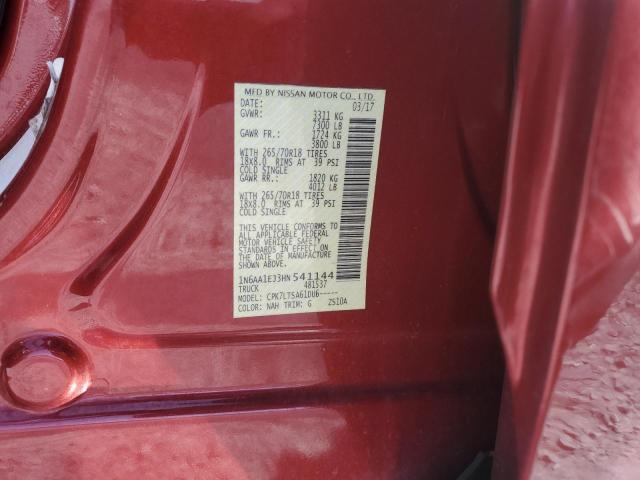 MFD BY NISSAN MOTOR CO., LTD.
DATE: 03/17
GVWR: 3311 KG
7300 LB
GAWR FR.: 1724 KG
3800 LB
WITH 265/70R18 TIRES
18x8.0 RIMS AT 39 PSI
COLD SINGLE
GAWR RR.: 1820 KG
4012 LB
WITH 265/70R18 TIRES
18x8.0 RIMS AT 39 PSI
COLD SINGLE
THIS VEHICLE CONFORMS TO
ALL APPLICABLE FEDERAL
MOTOR VEHICLE SAFETY
STANDARDS IN EFFECT ON
THE DATE OF MANUFACTURE
SHOWN ABOVE.
1N6AA1EJ3HN541144
TRUCK 481537
MODEL: CPK7LTSA61DU6-----
COLOR: NAH TRIM: G ZS10A